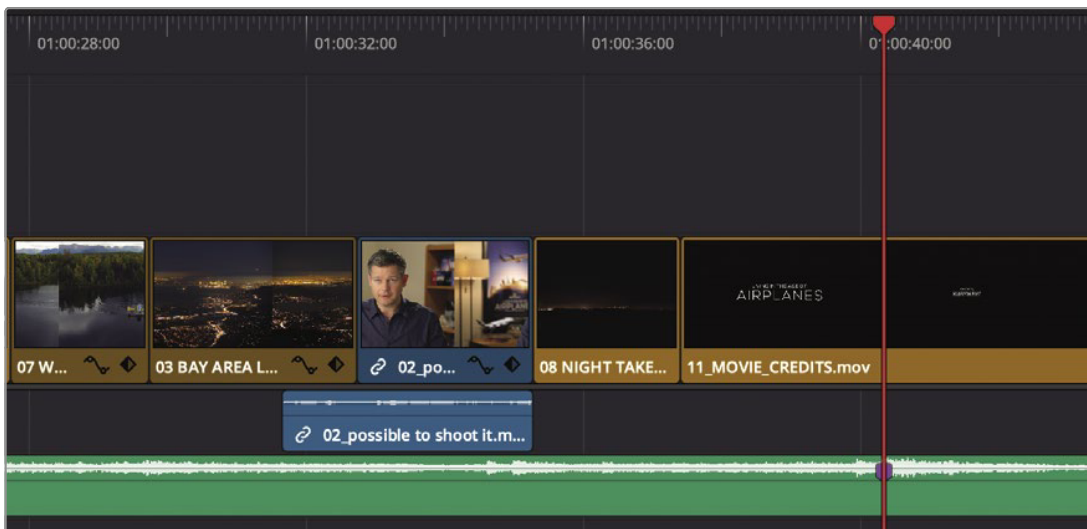 01:00:28:00
01:00:32:00
01:00:36:00
01:00:40:00
07 W...
03 BAY AREA L...
02_po...
08 NIGHT TAKE...
11_MOVIE_CREDITS.mov
AIRPLANES
02_possible to shoot it.m...